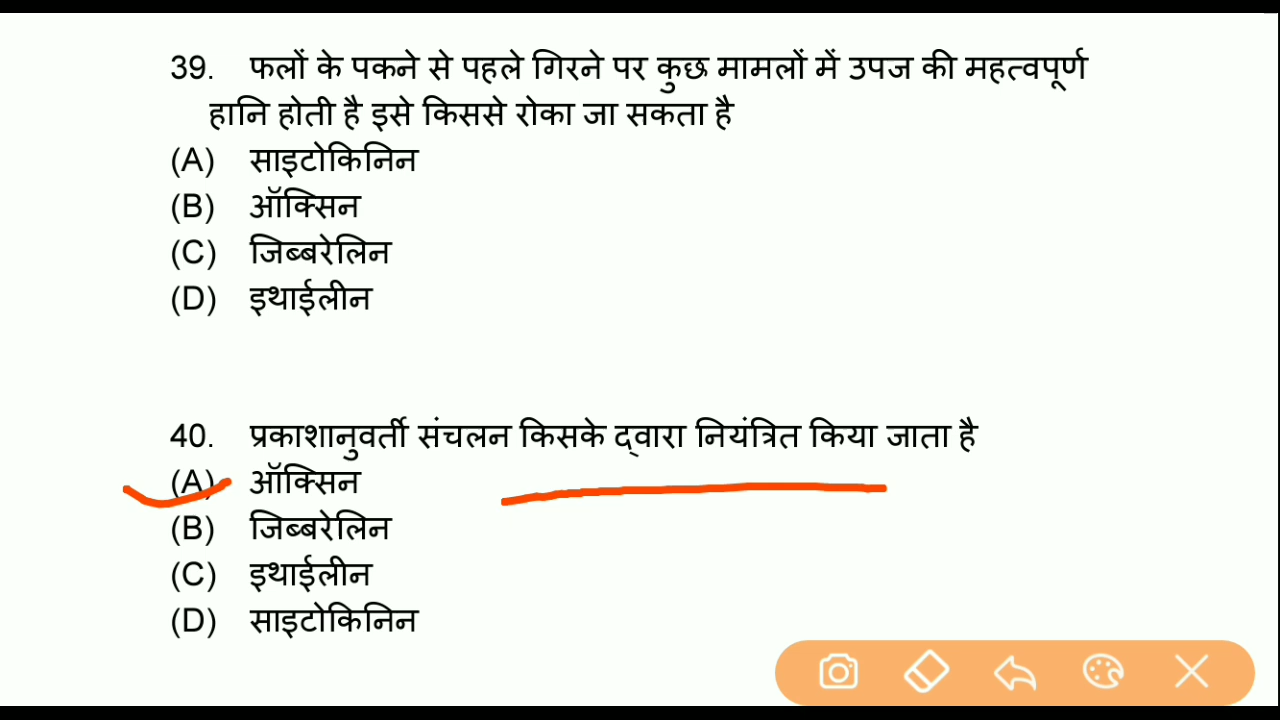 39. फलों के पकने से पहले गिरने पर कुछ मामलों में उपज की महत्वपूर्ण
हानि होती है इसे किससे रोका जा सकता है
(A) साइटोकिनिन
(B) ऑक्सिन
(C) जिब्बरेलिन
(D) इथाईलीन
40. प्रकाशानुवर्ती संचलन किसके द्वारा नियंत्रित किया जाता है
(A) ऑक्सिन
(B) जिब्बरेलिन
(C) इथाईलीन
(D) साइटोकिनिन